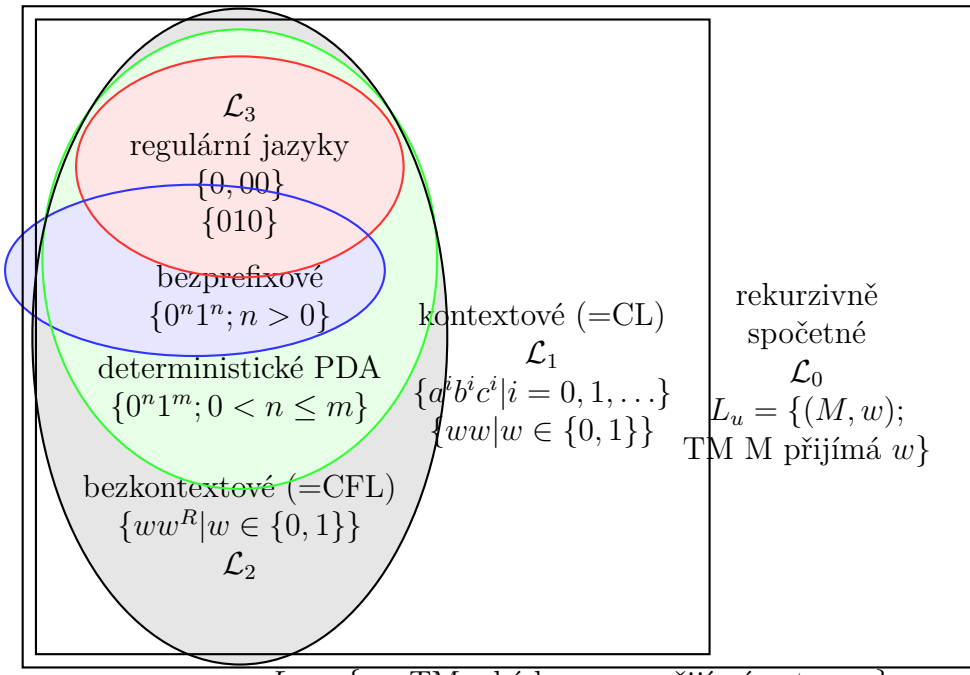 𝓛₃
regulární jazyky
{0, 00}
{010}
bezprefixové
{0ⁿ1ⁿ; n > 0}
deterministické PDA
{0ⁿ1ᵐ; 0 < n ≤ m}
bezkontextové (=CFL)
{wwᴿ|w ∈ {0, 1}}
𝓛₂
kontextové (=CL)
𝓛₁
{aⁱbⁱcⁱ|i = 0, 1, …}
{ww|w ∈ {0, 1}}
rekurzivně
spočetné
𝓛₀
Lᵤ = {(M, w);
TM M přijímá w}